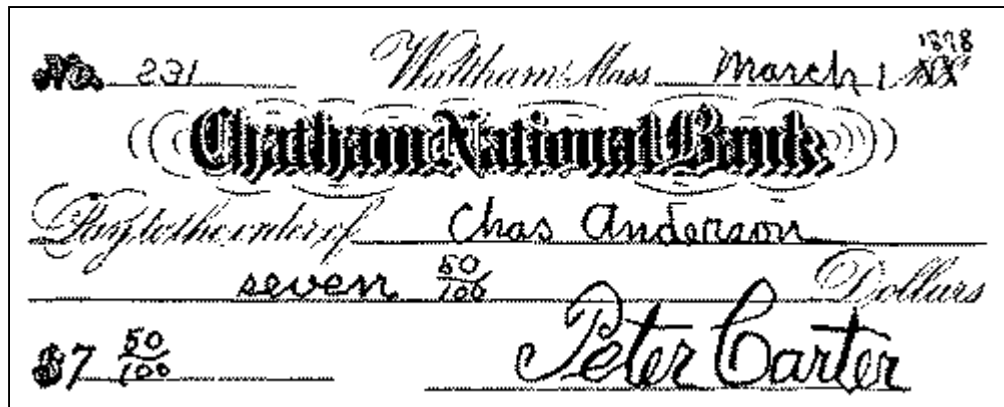 1878
No. 231 Waltham, Mass. March 1
Chatham National Bank
Pay to the order of Chas Anderson
seven 50/100 Dollars
$7 50/100 Peter Carter